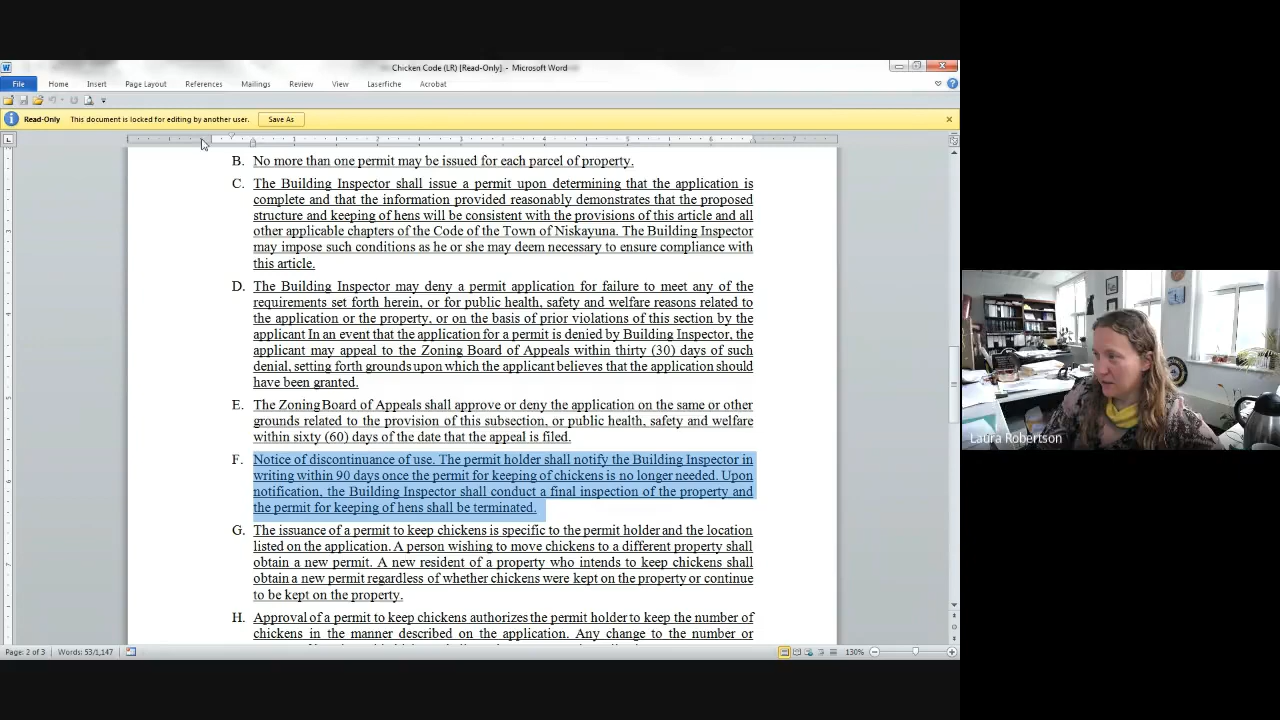 Chicken Code (LR) [Read-Only] - Microsoft Word
File Home Insert Page Layout References Mailings Review View Laserfiche Acrobat
Read-Only This document is locked for editing by another user. Save As
1 2 3 4 5 6 7
B. No more than one permit may be issued for each parcel of property.
C. The Building Inspector shall issue a permit upon determining that the application is
complete and that the information provided reasonably demonstrates that the proposed
structure and keeping of hens will be consistent with the provisions of this article and all
other applicable chapters of the Code of the Town of Niskayuna. The Building Inspector
may impose such conditions as he or she may deem necessary to ensure compliance with
this article.
D. The Building Inspector may deny a permit application for failure to meet any of the
requirements set forth herein, or for public health, safety and welfare reasons related to
the application or the property, or on the basis of prior violations of this section by the
applicant In an event that the application for a permit is denied by Building Inspector, the
applicant may appeal to the Zoning Board of Appeals within thirty (30) days of such
denial, setting forth grounds upon which the applicant believes that the application should
have been granted.
E. The Zoning Board of Appeals shall approve or deny the application on the same or other
grounds related to the provision of this subsection, or public health, safety and welfare
within sixty (60) days of the date that the appeal is filed.
F. Notice of discontinuance of use. The permit holder shall notify the Building Inspector in
writing within 90 days once the permit for keeping of chickens is no longer needed. Upon
notification, the Building Inspector shall conduct a final inspection of the property and
the permit for keeping of hens shall be terminated.
G. The issuance of a permit to keep chickens is specific to the permit holder and the location
listed on the application. A person wishing to move chickens to a different property shall
obtain a new permit. A new resident of a property who intends to keep chickens shall
obtain a new permit regardless of whether chickens were kept on the property or continue
to be kept on the property.
H. Approval of a permit to keep chickens authorizes the permit holder to keep the number of
chickens in the manner described on the application. Any change to the number or
Page: 2 of 3 Words: 53/1,147 130%
Laura Robertson